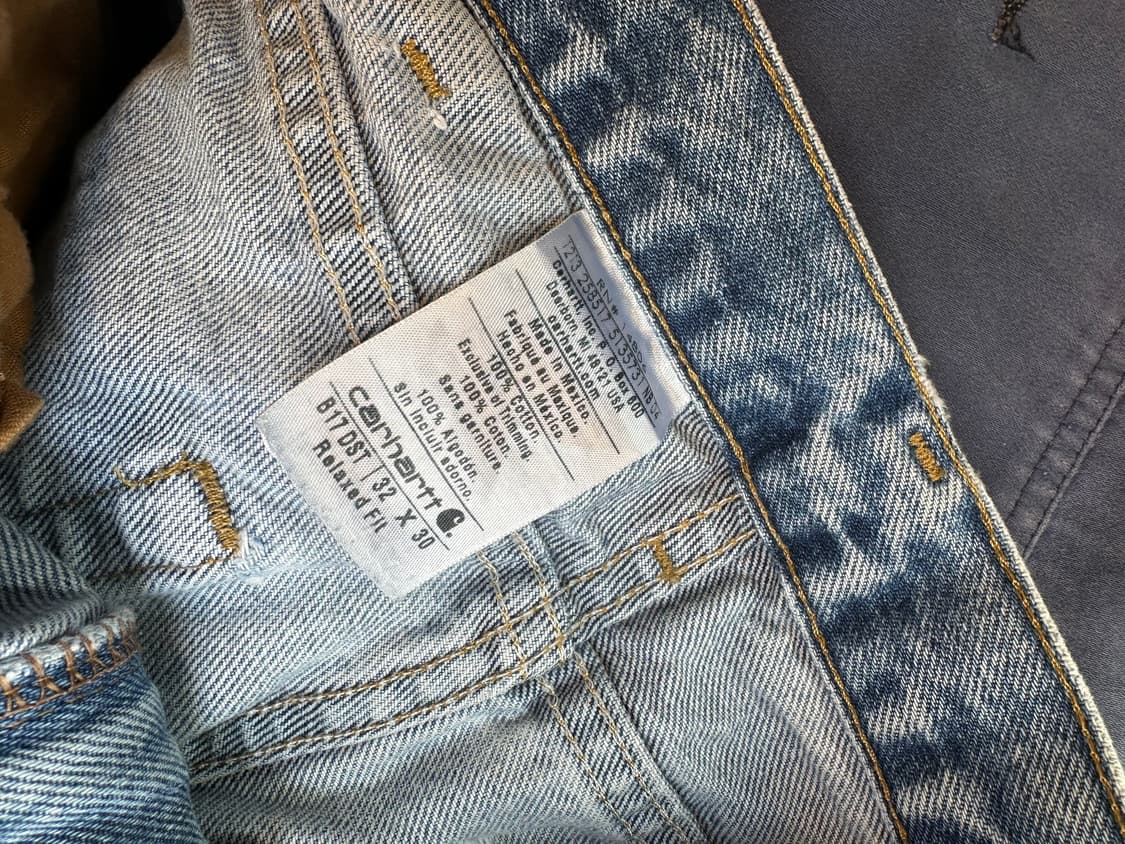 Carhartt, Inc. P. O. Box 600
Dearborn, MI 48121 USA
carhartt.com
Made in Mexico.
Fabriqué au Mexique.
Hecho en México.
100% Cotton.
Exclusive of Trimming
100% Coton.
Sans garniture.
100% Algodón.
Sin incluir adorno.
carhartt
B17 DST | 32 X 30
Relaxed Fit